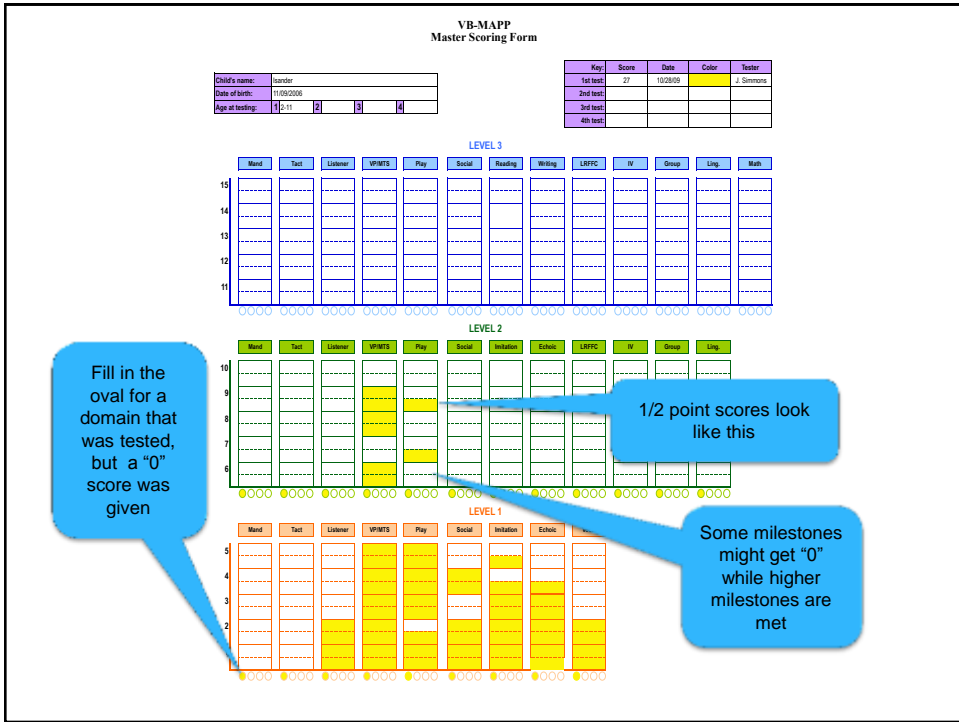 VB-MAPP
Master Scoring Form
Child's name: Isander
Date of birth: 11/09/2006
Age at testing: 1 2-11 2 3 4
Key: Score Date Color Tester
1st test: 27 10/28/09 J. Simmons
2nd test:
3rd test:
4th test:
LEVEL 3
Mand Tact Listener VP/MTS Play Social Reading Writing LRFFC IV Group Ling. Math
15
14
13
12
11
LEVEL 2
Mand Tact Listener VP/MTS Play Social Imitation Echoic LRFFC IV Group Ling.
10
9
8
7
6
Fill in the
oval for a
domain that
was tested,
but a “0”
score was
given
1/2 point scores look
like this
LEVEL 1
Mand Tact Listener VP/MTS Play Social Imitation Echoic
5
4
3
2
Some milestones
might get “0”
while higher
milestones are
met